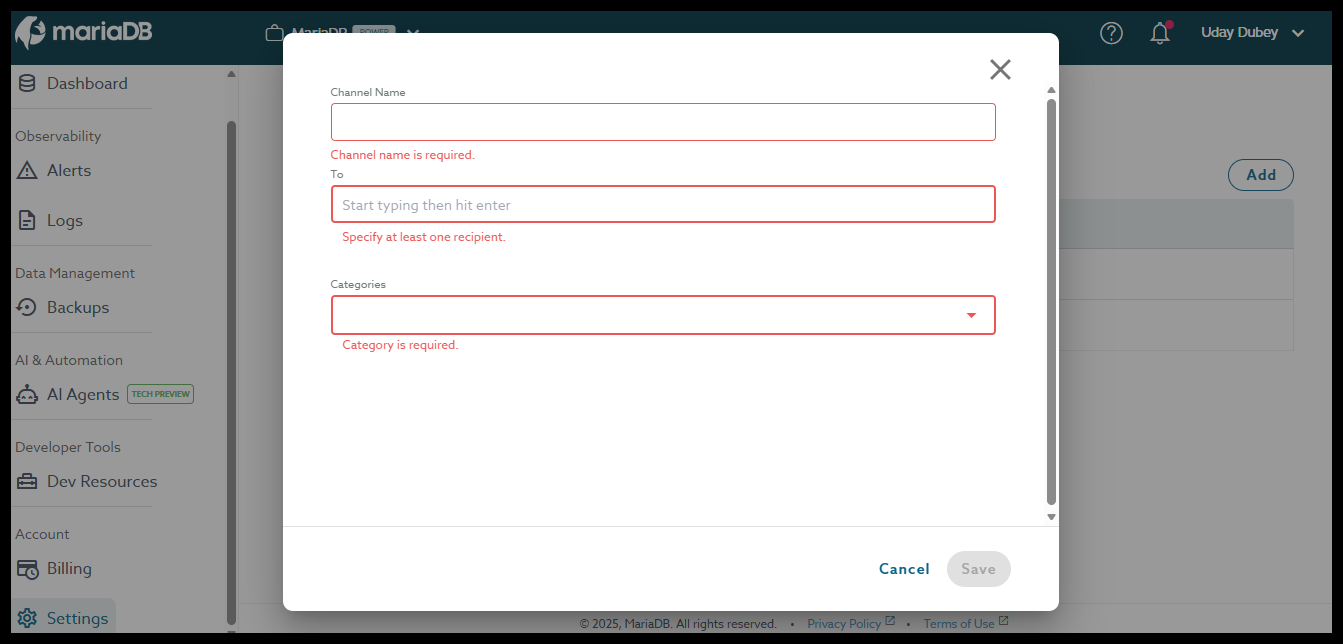 mariaDB
MariaDB POWER
Uday Dubey
Dashboard
Observability
Alerts
Logs
Data Management
Backups
AI & Automation
AI Agents TECH PREVIEW
Developer Tools
Dev Resources
Account
Billing
Settings
Add
Channel Name
Channel name is required.
To
Start typing then hit enter
Specify at least one recipient.
Categories
Category is required.
Cancel Save
© 2025, MariaDB. All rights reserved. • Privacy Policy • Terms of Use